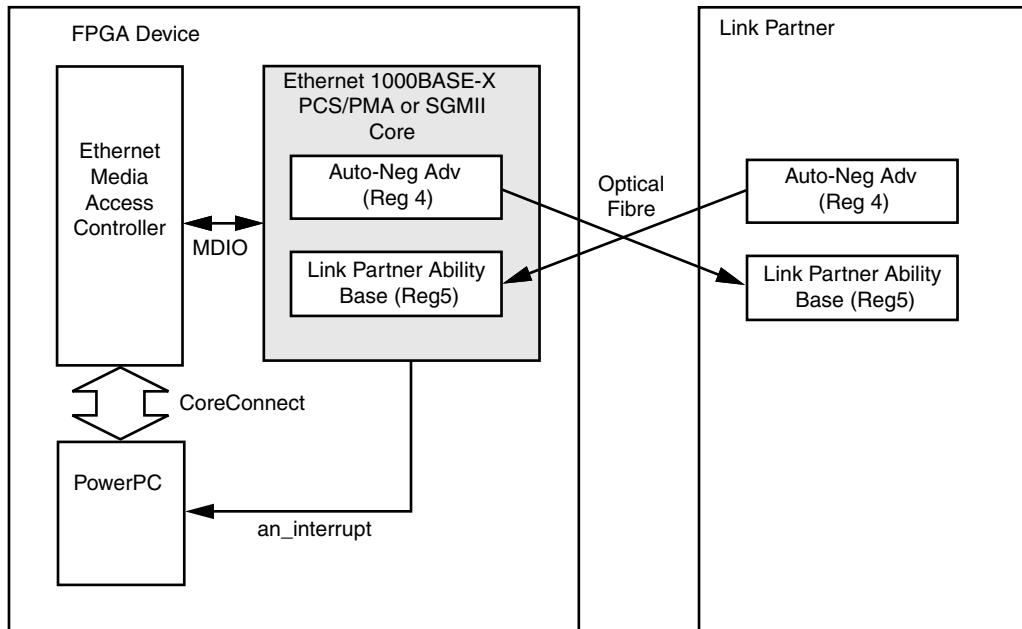 FPGA Device
Link Partner
Ethernet 1000BASE-X
PCS/PMA or SGMII
Core
Ethernet
Media
Access
Controller
MDIO
Auto-Neg Adv
(Reg 4)
Link Partner Ability
Base (Reg5)
Optical
Fibre
Auto-Neg Adv
(Reg 4)
Link Partner Ability
Base (Reg5)
CoreConnect
PowerPC
an_interrupt